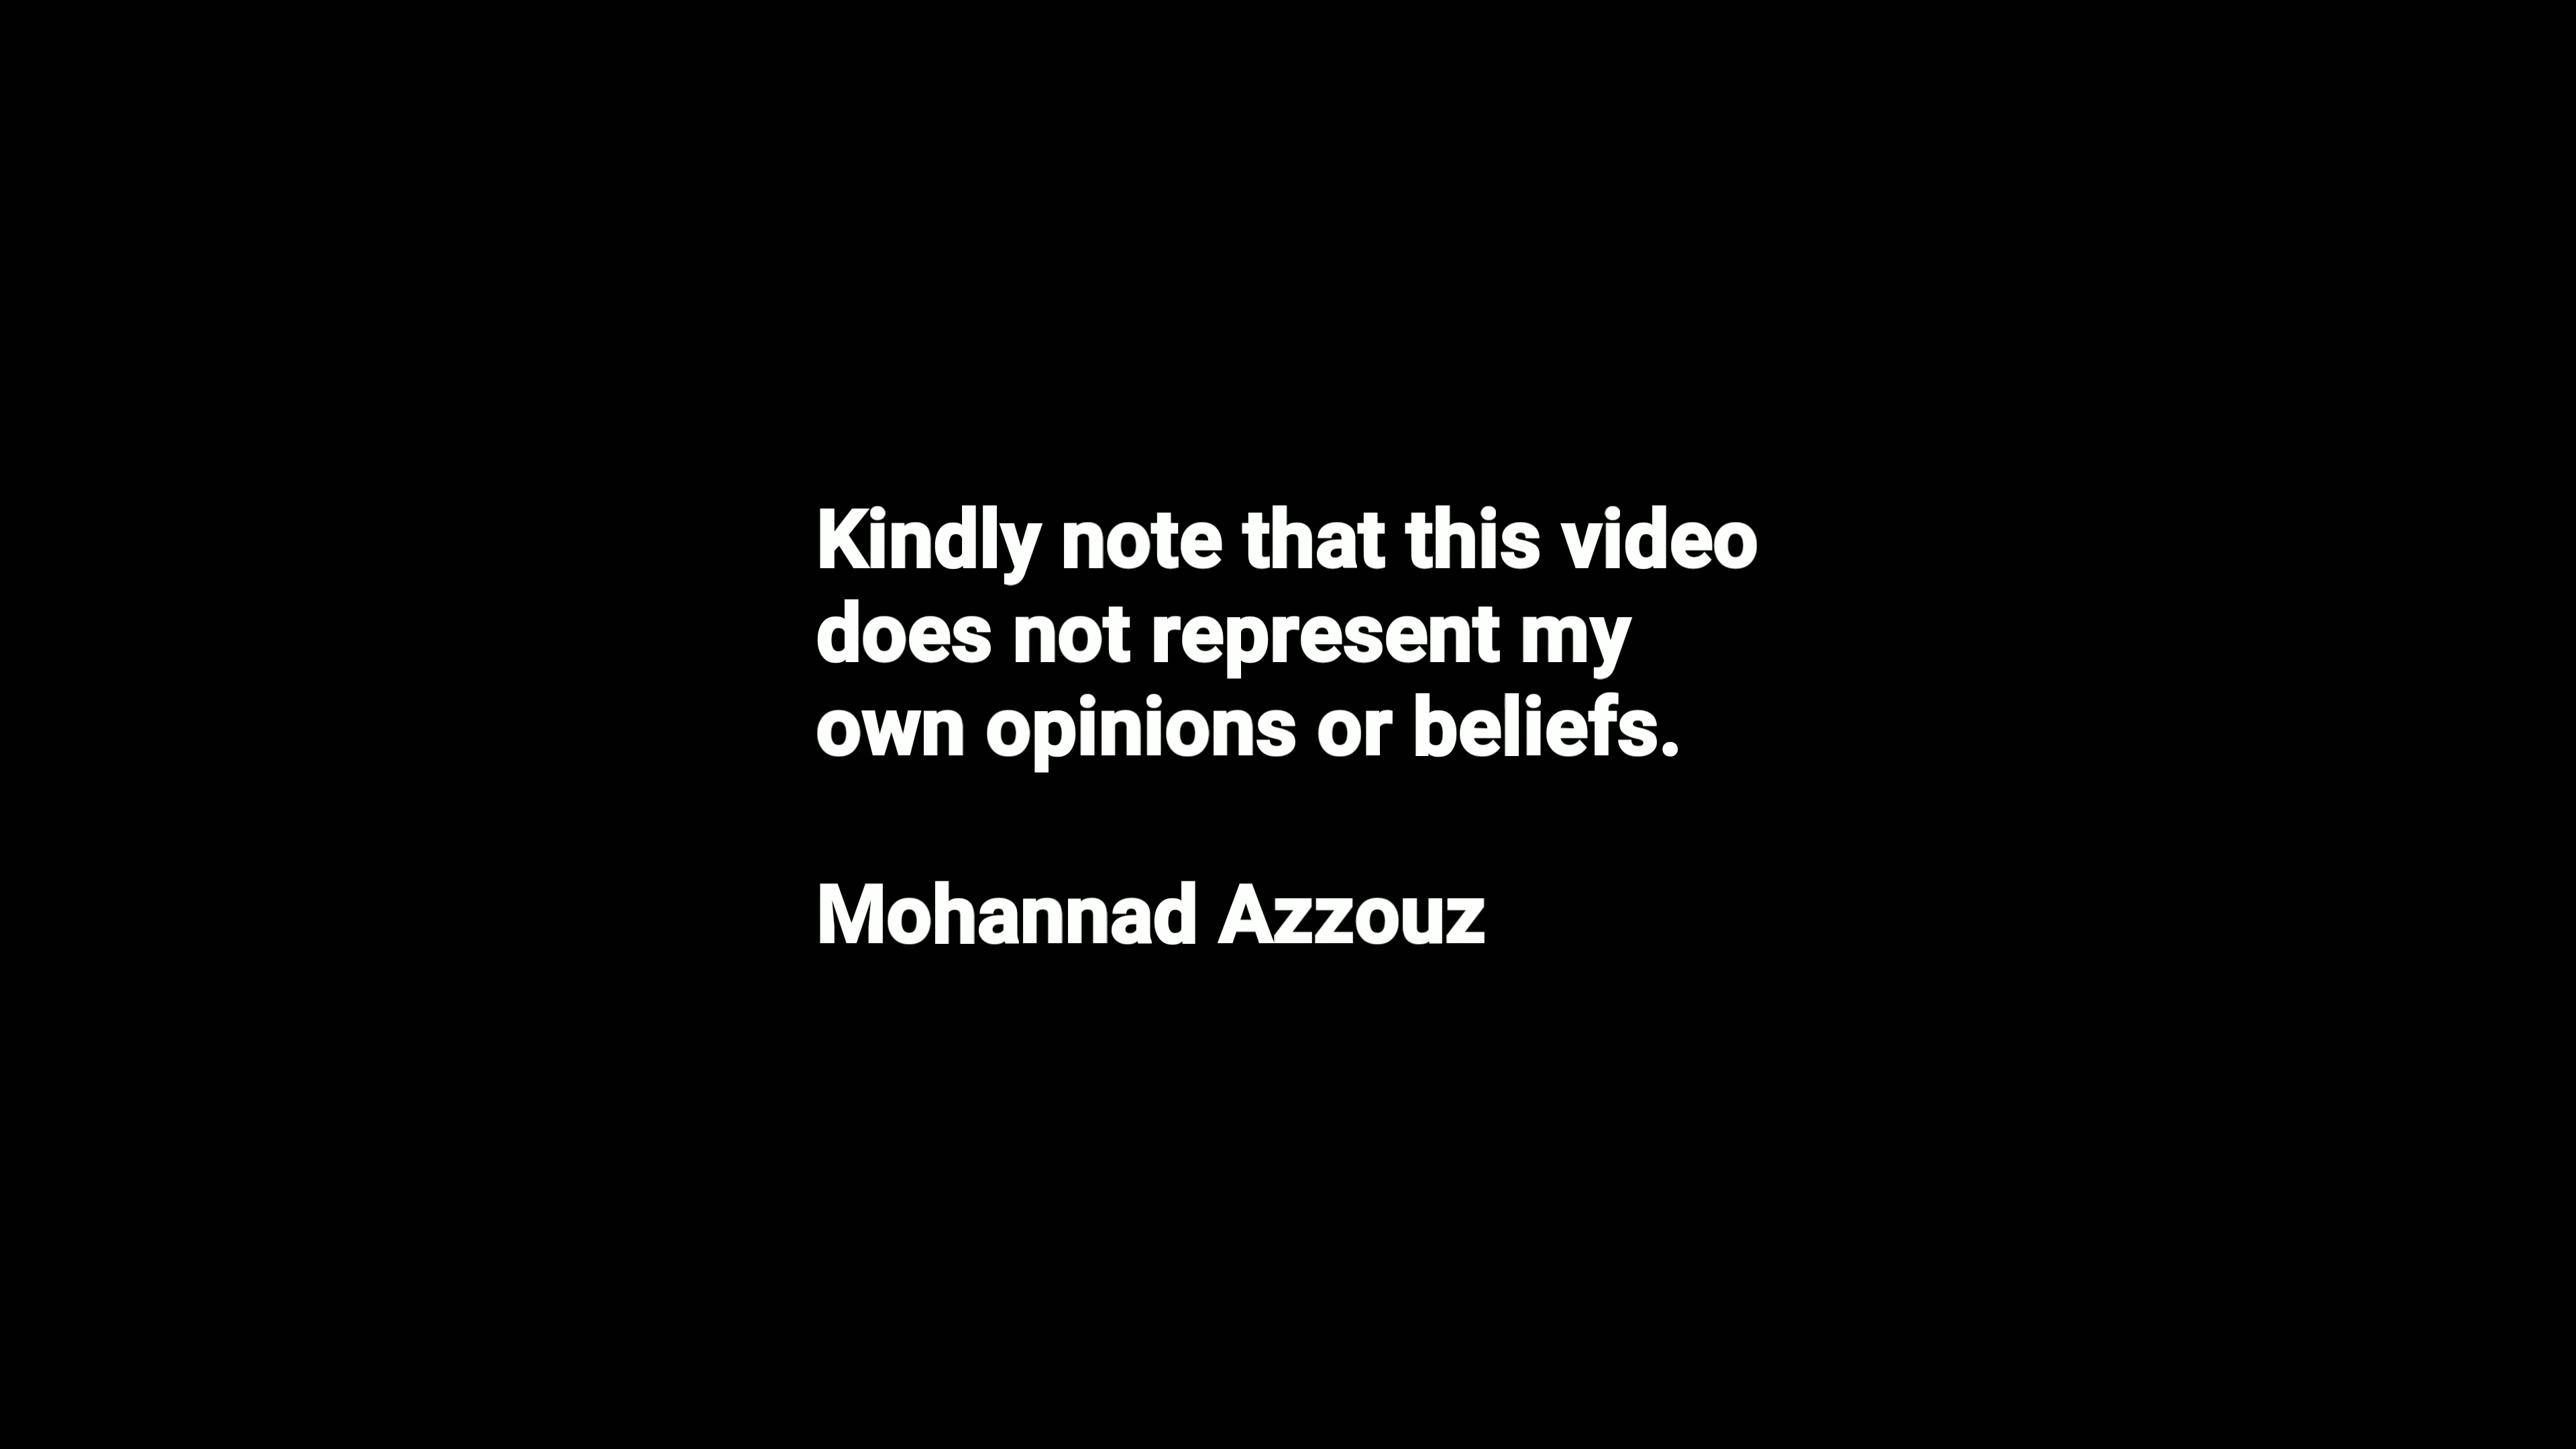 Kindly note that this video
does not represent my
own opinions or beliefs.
Mohannad Azzouz